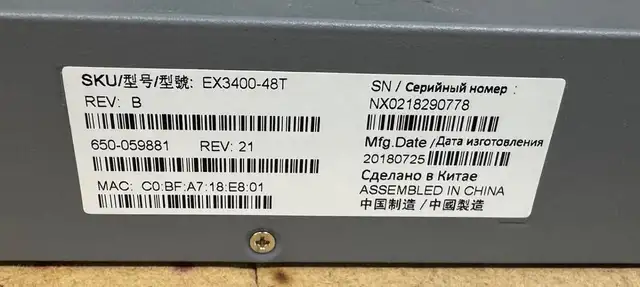 SKU/型号/型號: EX3400-48T
REV: B
650-059881 REV: 21
MAC: C0:BF:A7:18:E8:01
SN / Серийный номер :
NX0218290778
Mfg.Date/Дата изготовления
20180725
Сделано в Китае
ASSEMBLED IN CHINA
中国制造 / 中國製造